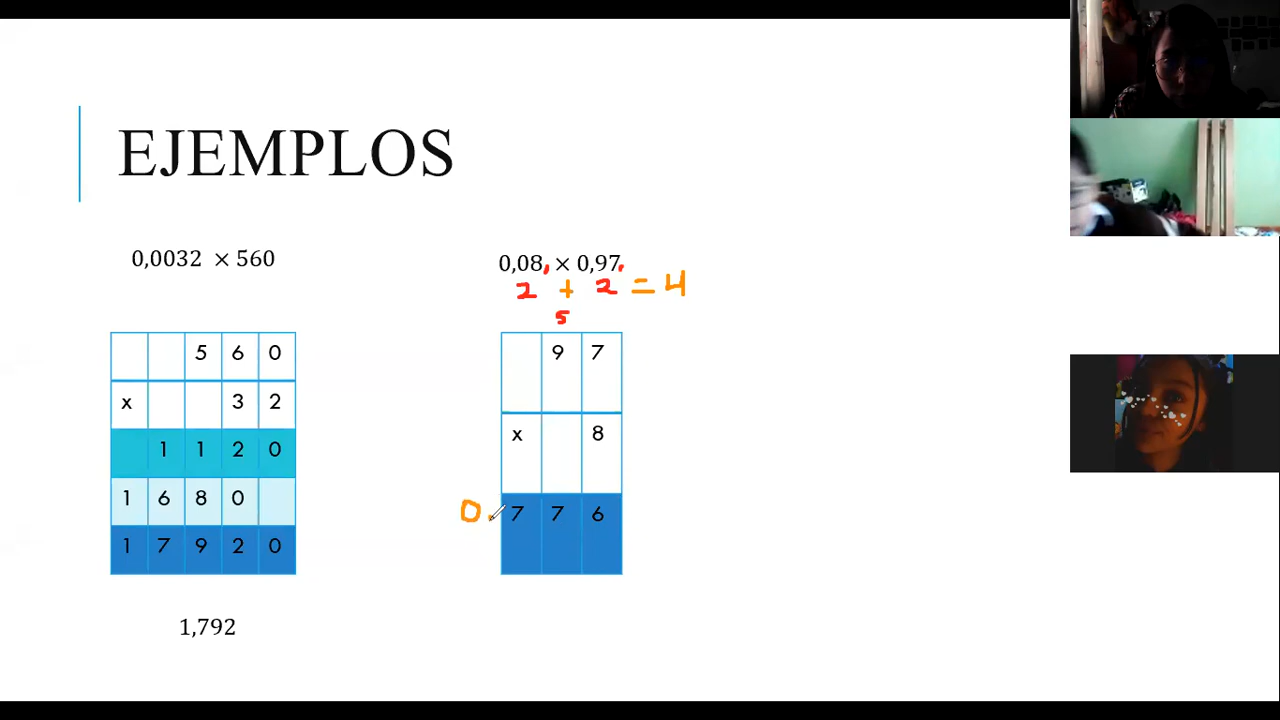 EJEMPLOS
0,0032 × 560
5 6 0
x 3 2
1 1 2 0
1 6 8 0
1 7 9 2 0
1,792
0,08, × 0,97,
2 + 2 = 4
5
9 7
x 8
0 7 7 6